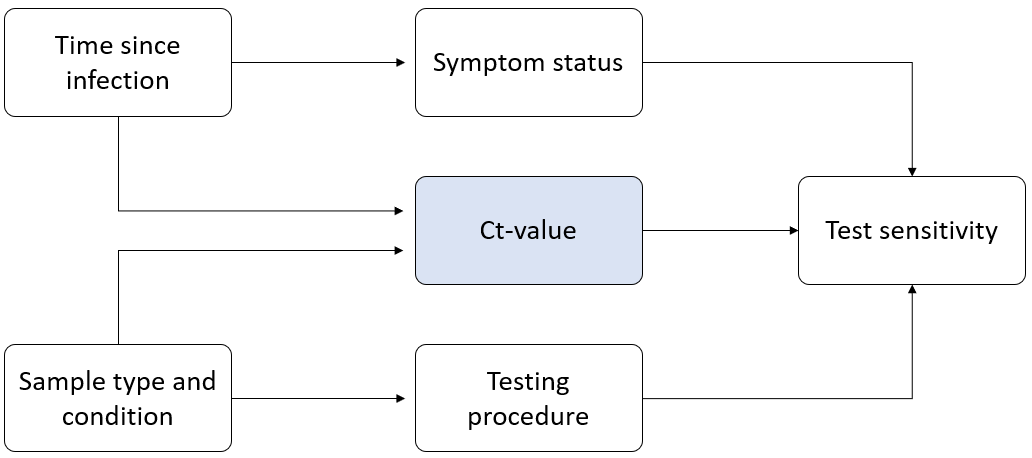 Time since
infection
Symptom status
Ct-value
Test sensitivity
Sample type and
condition
Testing
procedure